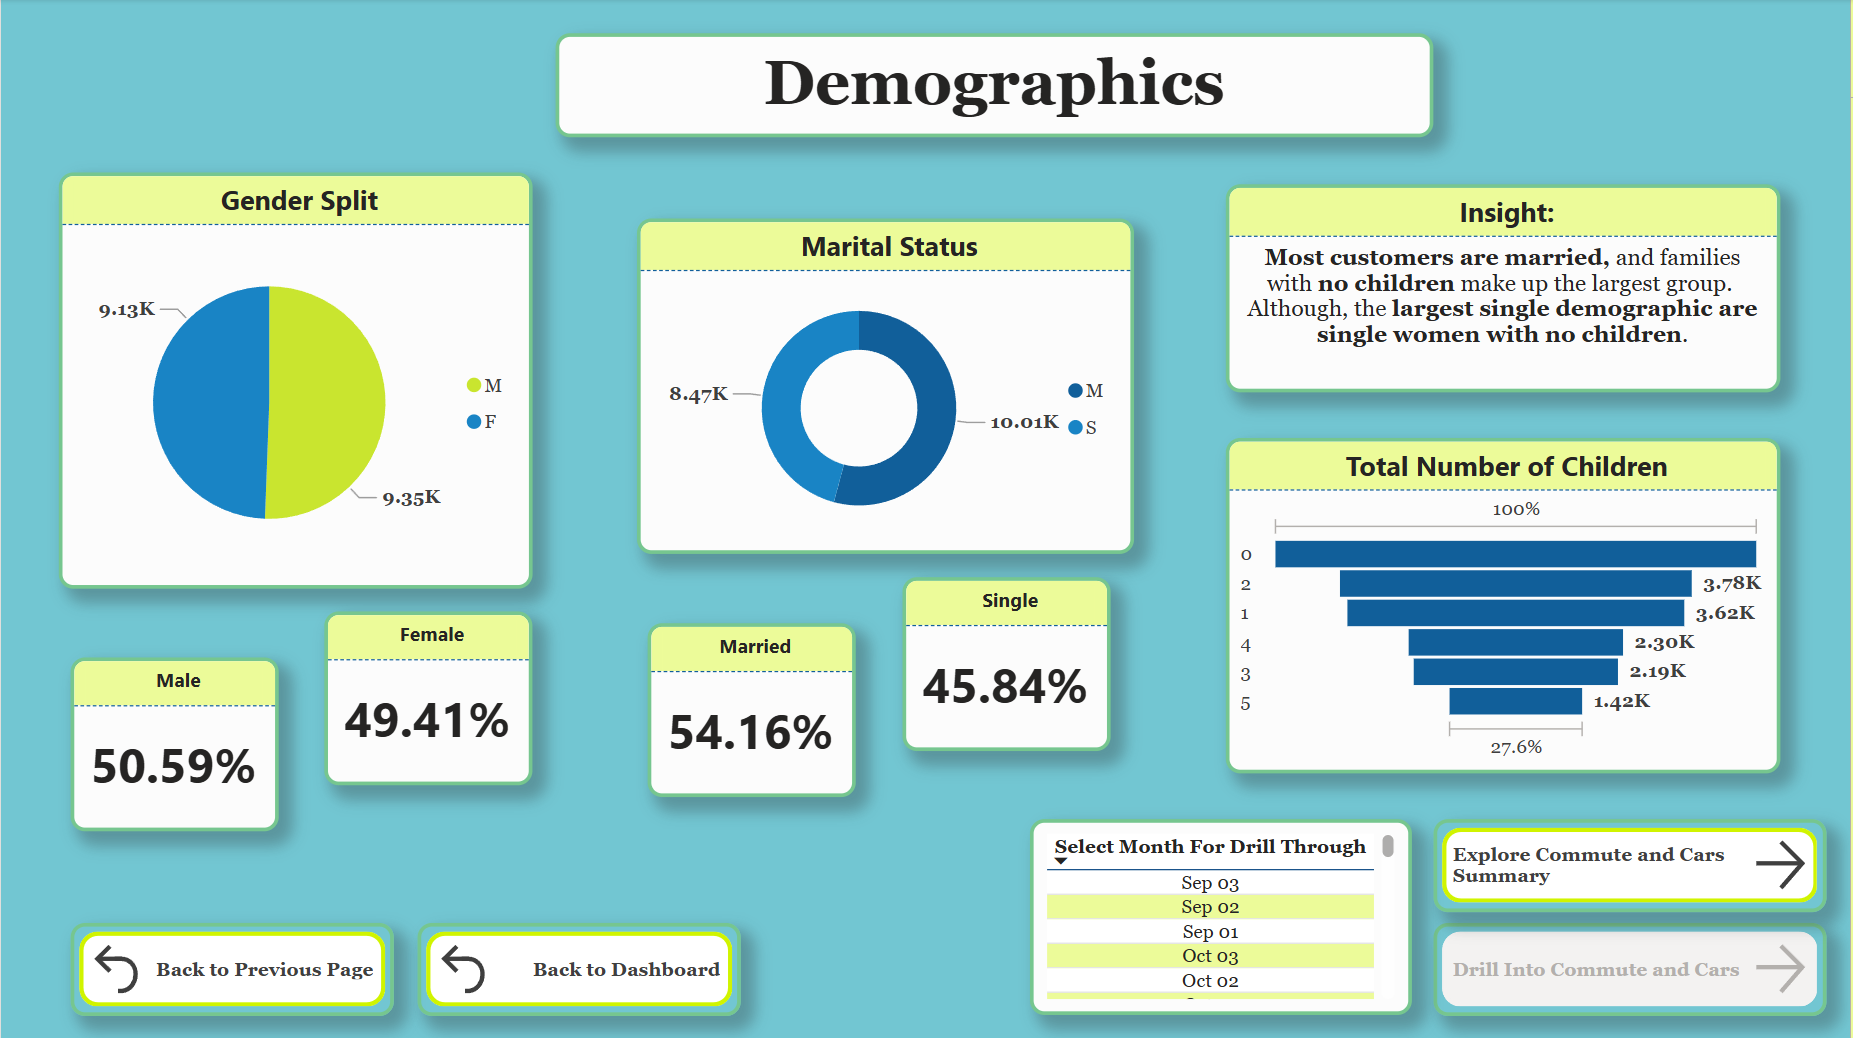 Demographics
Gender Split
9.13K
9.35K
M
F
Marital Status
8.47K
10.01K
M
S
Insight:
Most customers are married, and families
with no children make up the largest group.
Although, the largest single demographic are
single women with no children.
Total Number of Children
100%
0
2 3.78K
1 3.62K
4 2.30K
3 2.19K
5 1.42K
27.6%
Male
50.59%
Female
49.41%
Married
54.16%
Single
45.84%
Select Month For Drill Through
Sep 03
Sep 02
Sep 01
Oct 03
Oct 02
Explore Commute and Cars
Summary
Drill Into Commute and Cars
Back to Previous Page
Back to Dashboard